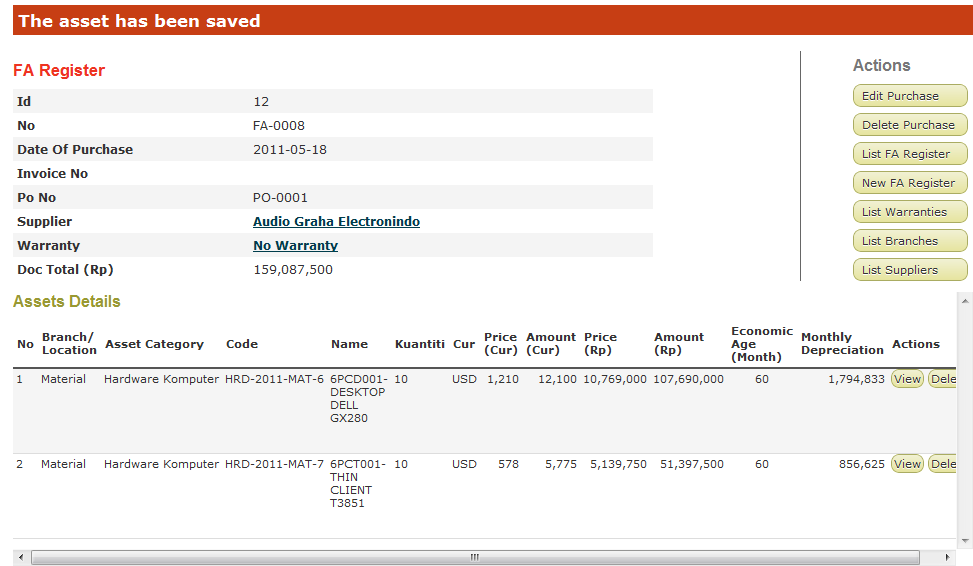 The asset has been saved
FA Register
Id 12
No FA-0008
Date Of Purchase 2011-05-18
Invoice No
Po No PO-0001
Supplier Audio Graha Electronindo
Warranty No Warranty
Doc Total (Rp) 159,087,500
Actions
Edit Purchase
Delete Purchase
List FA Register
New FA Register
List Warranties
List Branches
List Suppliers
Assets Details
No Branch/ Location Asset Category Code Name Kuantiti Cur Price (Cur) Amount (Cur) Price (Rp) Amount (Rp) Economic Age (Month) Monthly Depreciation Actions
1 Material Hardware Komputer HRD-2011-MAT-6 6PCD001- 10 USD 1,210 12,100 10,769,000 107,690,000 60 1,794,833 View Dele
DESKTOP
DELL
GX280
2 Material Hardware Komputer HRD-2011-MAT-7 6PCT001- 10 USD 578 5,775 5,139,750 51,397,500 60 856,625 View Dele
THIN
CLIENT
T3851